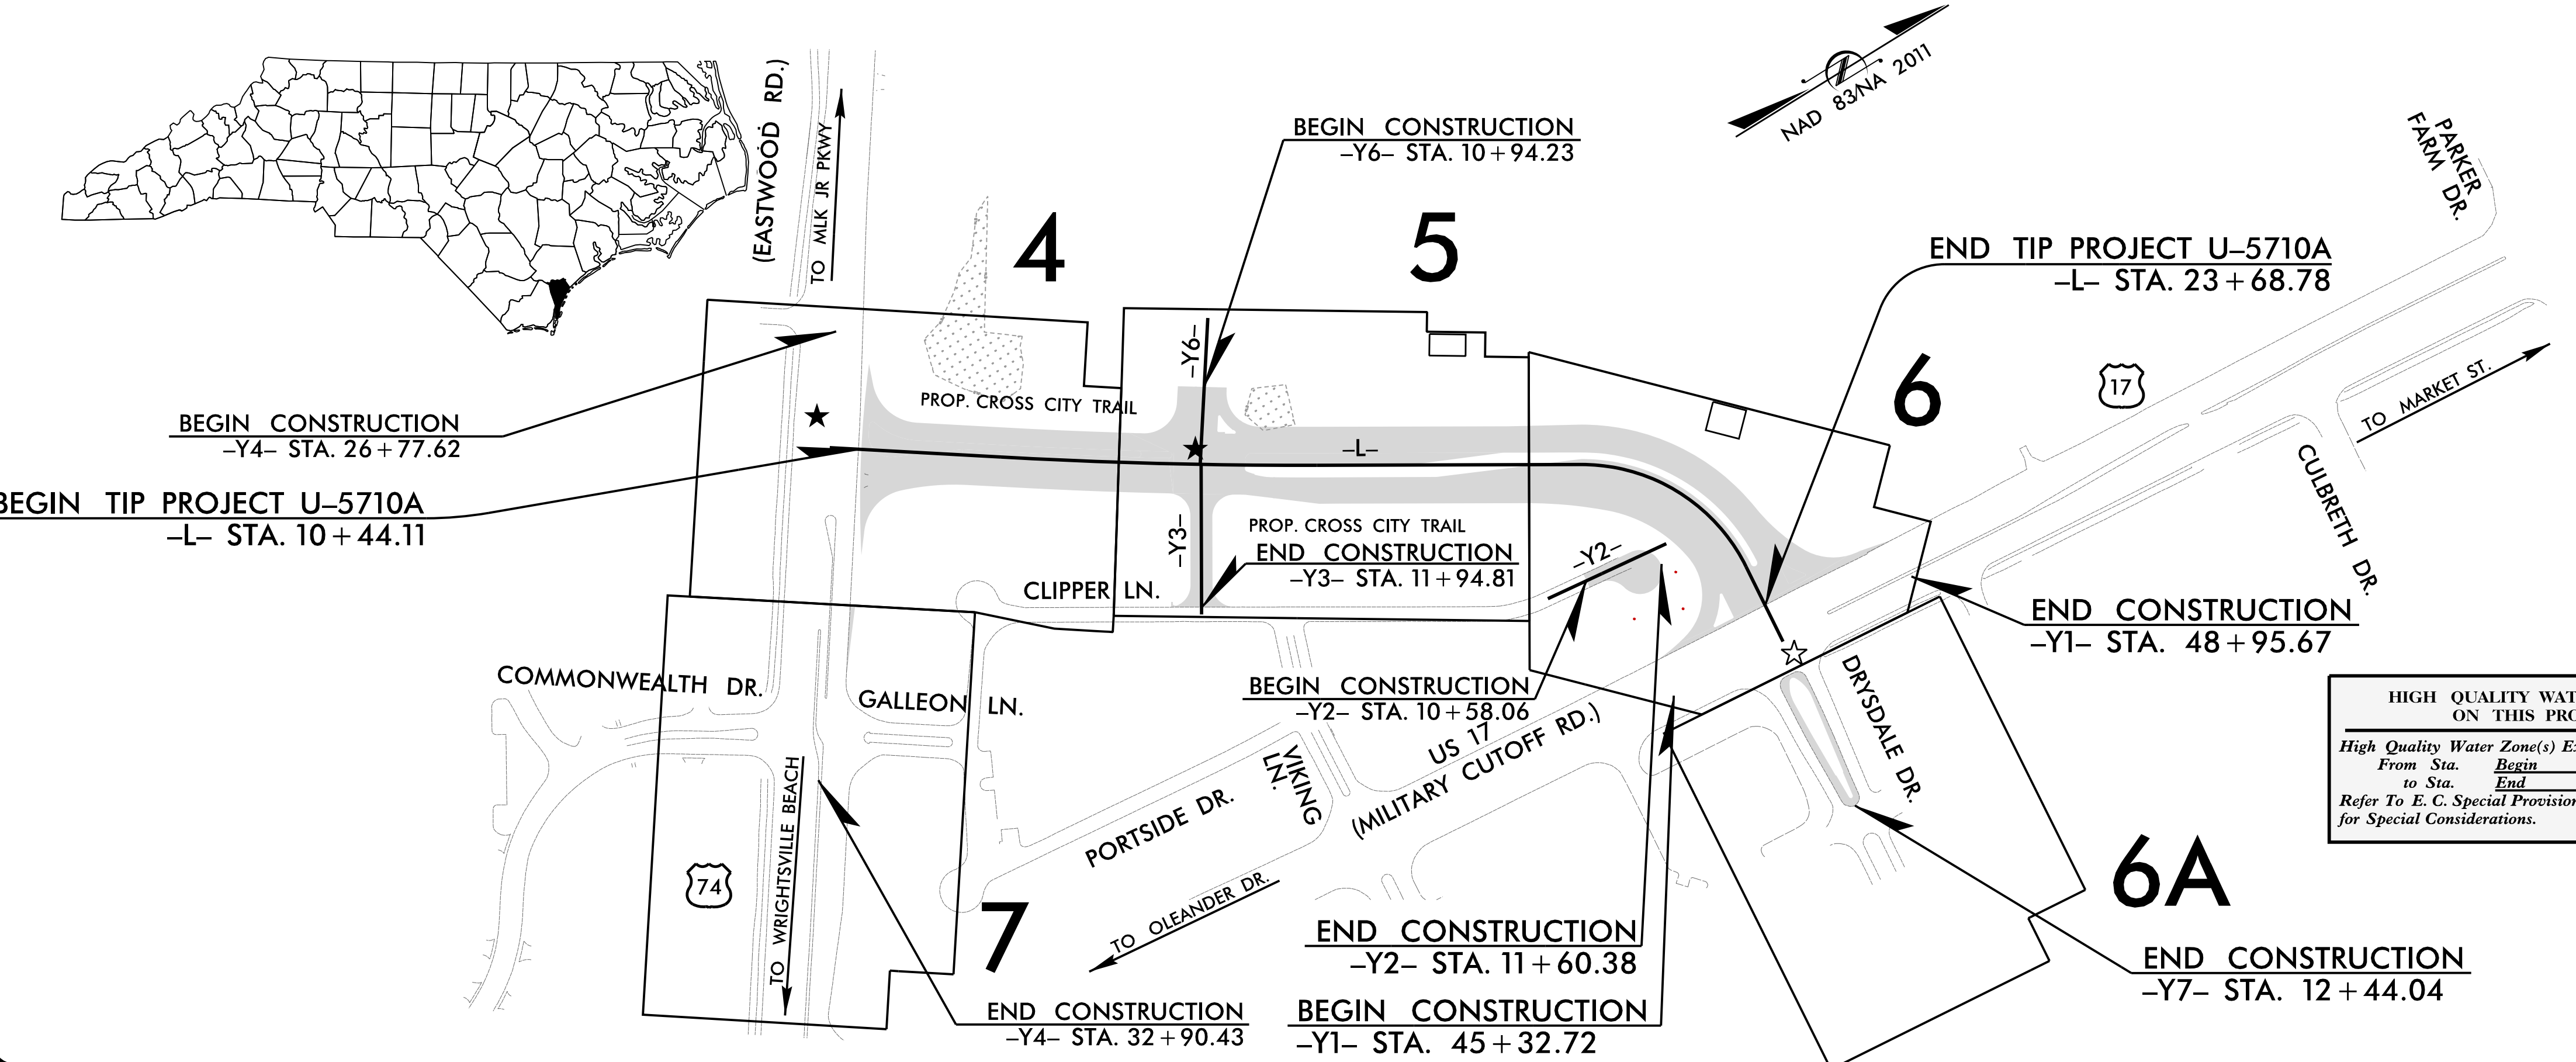 (EASTWOOD RD.)
TO MLK JR PKWY
NAD 83/NA 2011
BEGIN CONSTRUCTION
–Y6– STA. 10+94.23
PARKER
FARM DR.
4
5
END TIP PROJECT U–5710A
–L– STA. 23+68.78
–Y6–
6
17
TO MARKET ST.
PROP. CROSS CITY TRAIL
BEGIN CONSTRUCTION
–Y4– STA. 26+77.62
–L–
CULBRETH DR.
BEGIN TIP PROJECT U–5710A
–L– STA. 10+44.11
–Y3–
PROP. CROSS CITY TRAIL
END CONSTRUCTION
–Y3– STA. 11+94.81
–Y2–
CLIPPER LN.
END CONSTRUCTION
–Y1– STA. 48+95.67
COMMONWEALTH DR.
GALLEON LN.
BEGIN CONSTRUCTION
–Y2– STA. 10+58.06
US 17
(MILITARY CUTOFF RD.)
DRYSDALE DR.
HIGH QUALITY WAT
ON THIS PRO
High Quality Water Zone(s) E
From Sta. Begin
to Sta. End
Refer To E. C. Special Provision
for Special Considerations.
VIKING
LN.
PORTSIDE DR.
TO WRIGHTSVILLE BEACH
74
7
TO OLEANDER DR.
6A
END CONSTRUCTION
–Y2– STA. 11+60.38
END CONSTRUCTION
–Y7– STA. 12+44.04
END CONSTRUCTION
–Y4– STA. 32+90.43
BEGIN CONSTRUCTION
–Y1– STA. 45+32.72